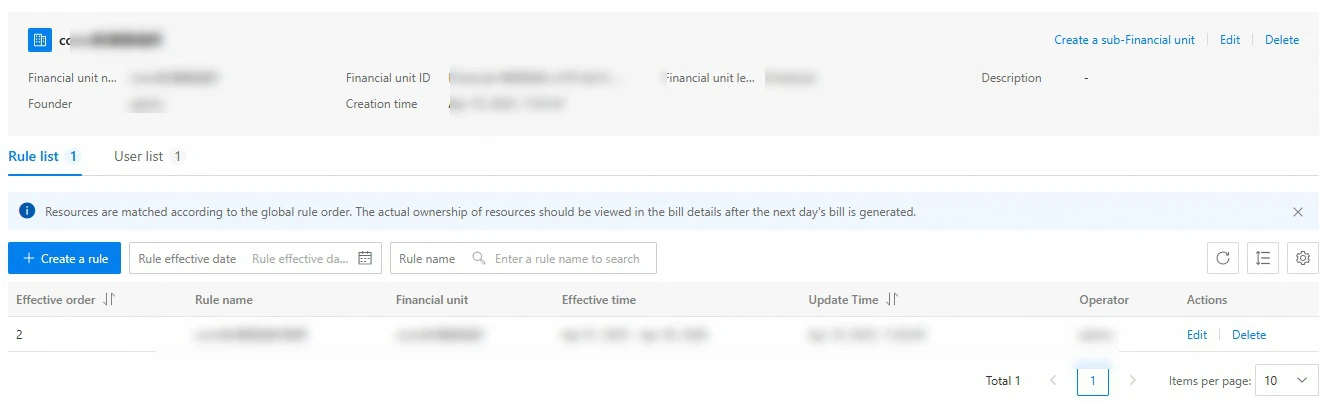 Create a sub-Financial unit Edit Delete
Financial unit n... Financial unit ID Financial unit le... Description -
Founder Creation time
Rule list 1 User list 1
Resources are matched according to the global rule order. The actual ownership of resources should be viewed in the bill details after the next day's bill is generated.
+ Create a rule Rule effective date Rule effective da... Rule name Enter a rule name to search
Effective order Rule name Financial unit Effective time Update Time Operator Actions
2 Edit Delete
Total 1 < 1 > Items per page: 10